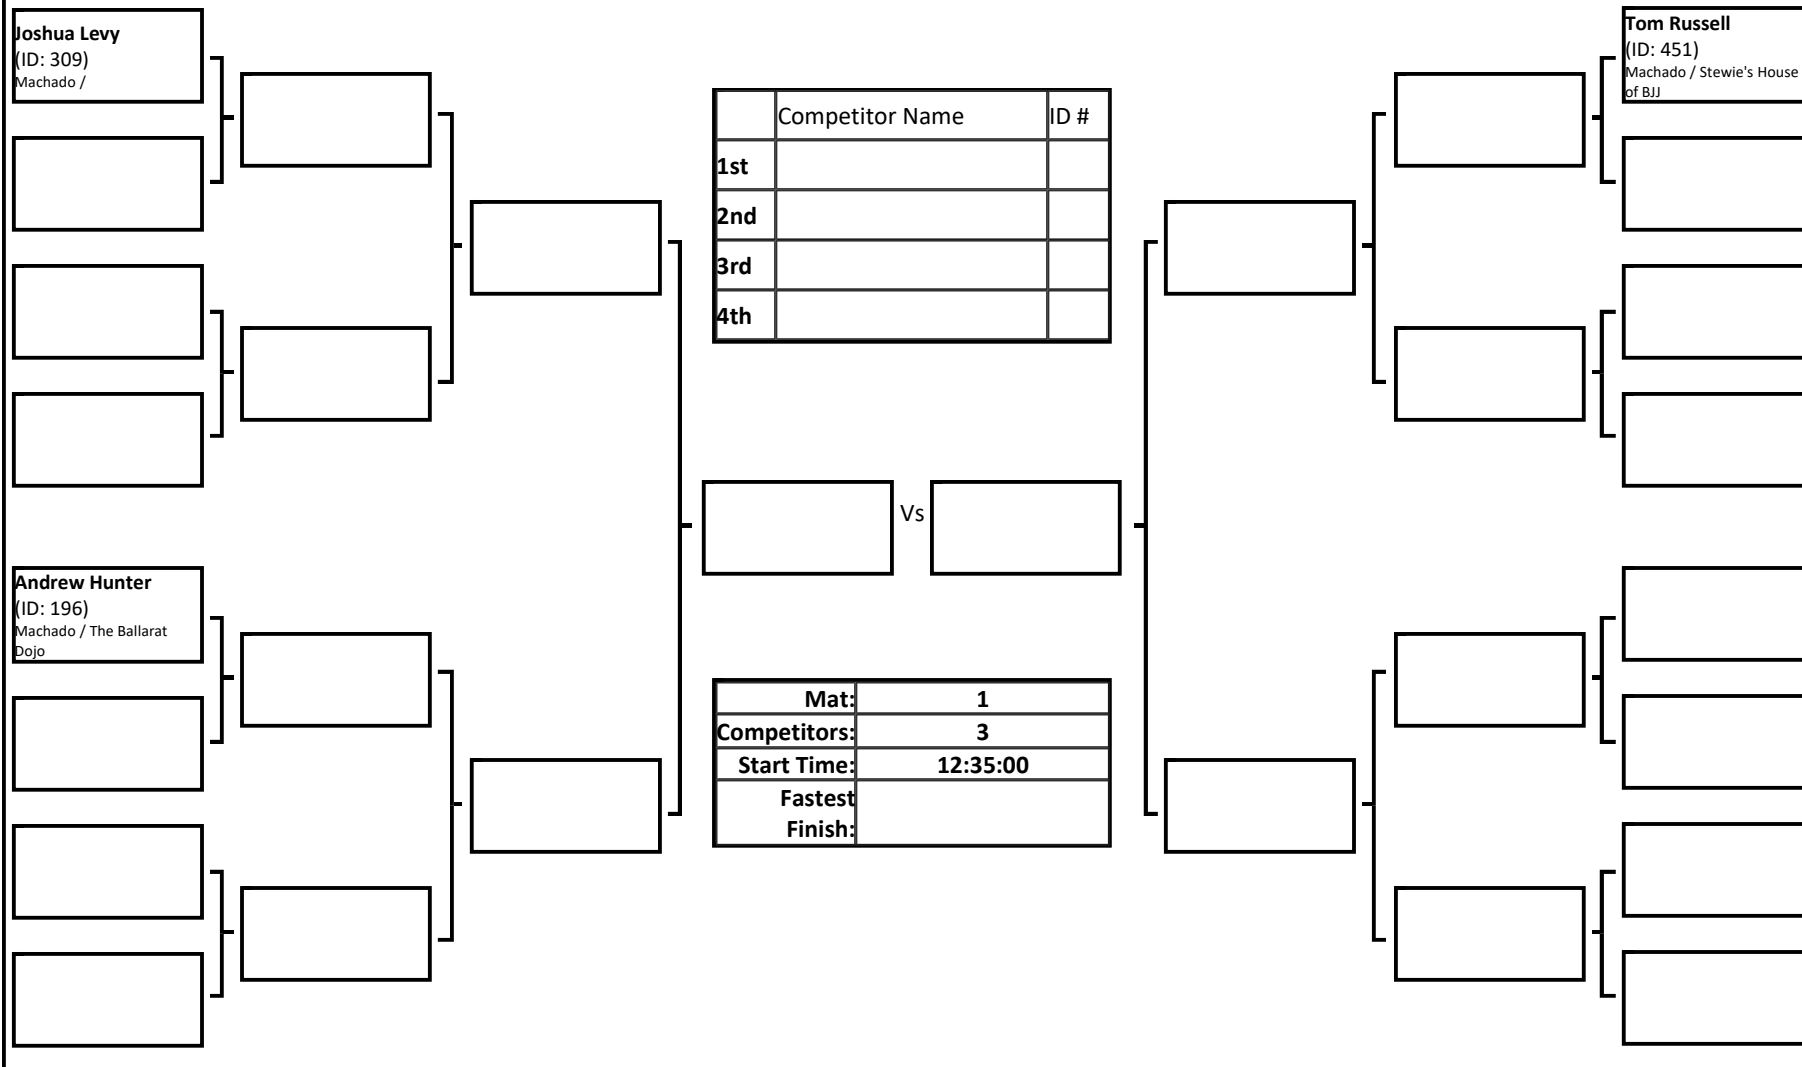 Joshua Levy
(ID: 309)
Machado /
Andrew Hunter
(ID: 196)
Machado / The Ballarat
Dojo
Competitor Name ID #
1st
2nd
3rd
4th
Vs
Mat: 1
Competitors: 3
Start Time: 12:35:00
Fastest
Finish:
Tom Russell
(ID: 451)
Machado / Stewie's House
of BJJ